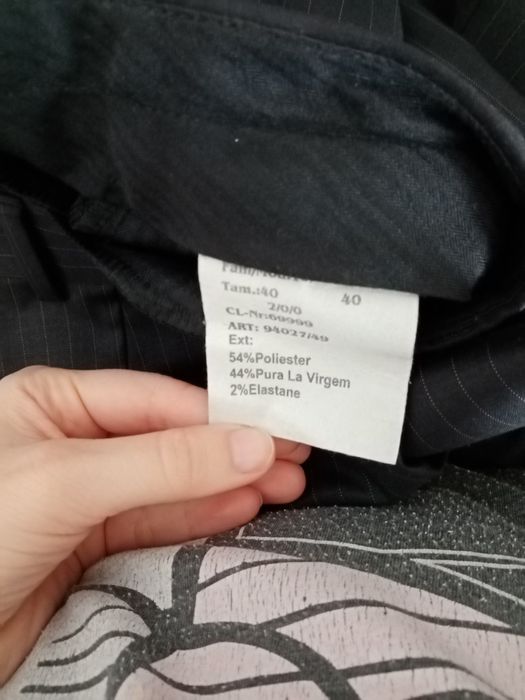 Tam.:40 40
2/0/0
CL-Nr:69999
ART: 94027/49
Ext:
54%Poliester
44%Pura La Virgem
2%Elastane